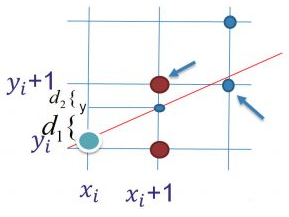 yᵢ+1
d₂{y
d₁{
yᵢ
xᵢ xᵢ+1